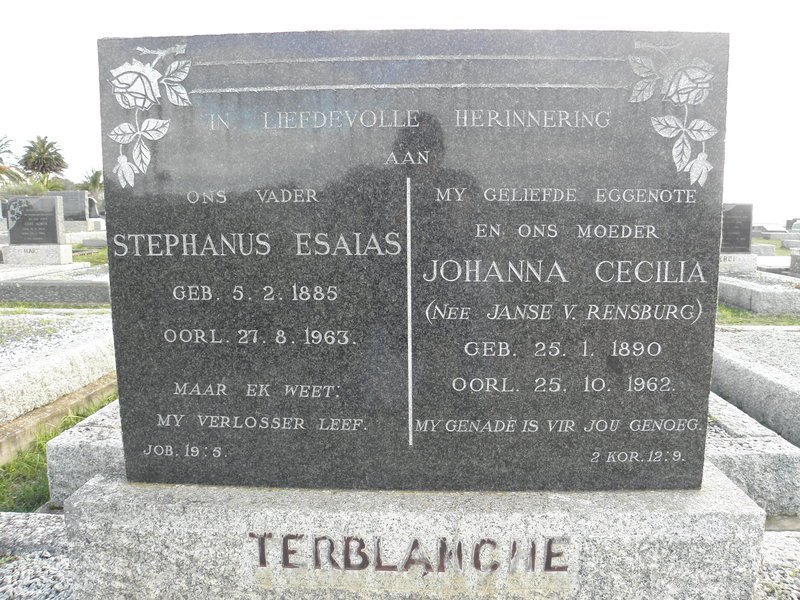 IN LIEFDEVOLLE HERINNERING
AAN
ONS VADER
STEPHANUS ESAIAS
GEB. 5. 2. 1885
OORL. 27. 8. 1963.
MAAR EK WEET:
MY VERLOSSER LEEF.
JOB. 19:5.
MY GELIEFDE EGGENOTE
EN ONS MOEDER
JOHANNA CECILIA
(NEE JANSE V. RENSBURG)
GEB. 25. 1. 1890
OORL. 25. 10. 1962.
MY GENADE IS VIR JOU GENOEG.
2 KOR. 12:9.
TERBLANCHE